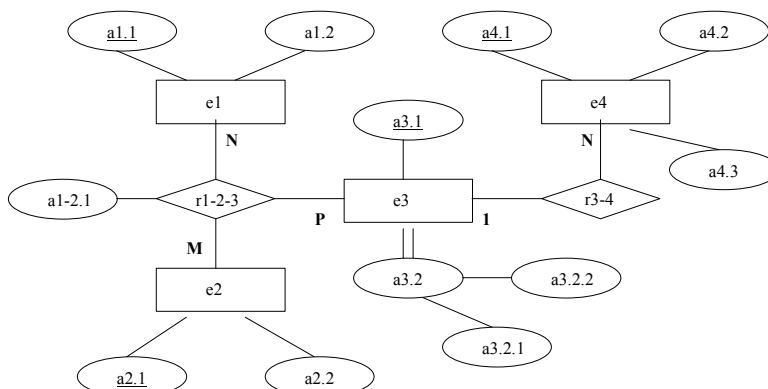 a1.1
a1.2
a4.1
a4.2
e1
e4
a3.1
N
N
a4.3
a1-2.1
r1-2-3
e3
r3-4
P
1
M
e2
a3.2
a3.2.2
a3.2.1
a2.1
a2.2